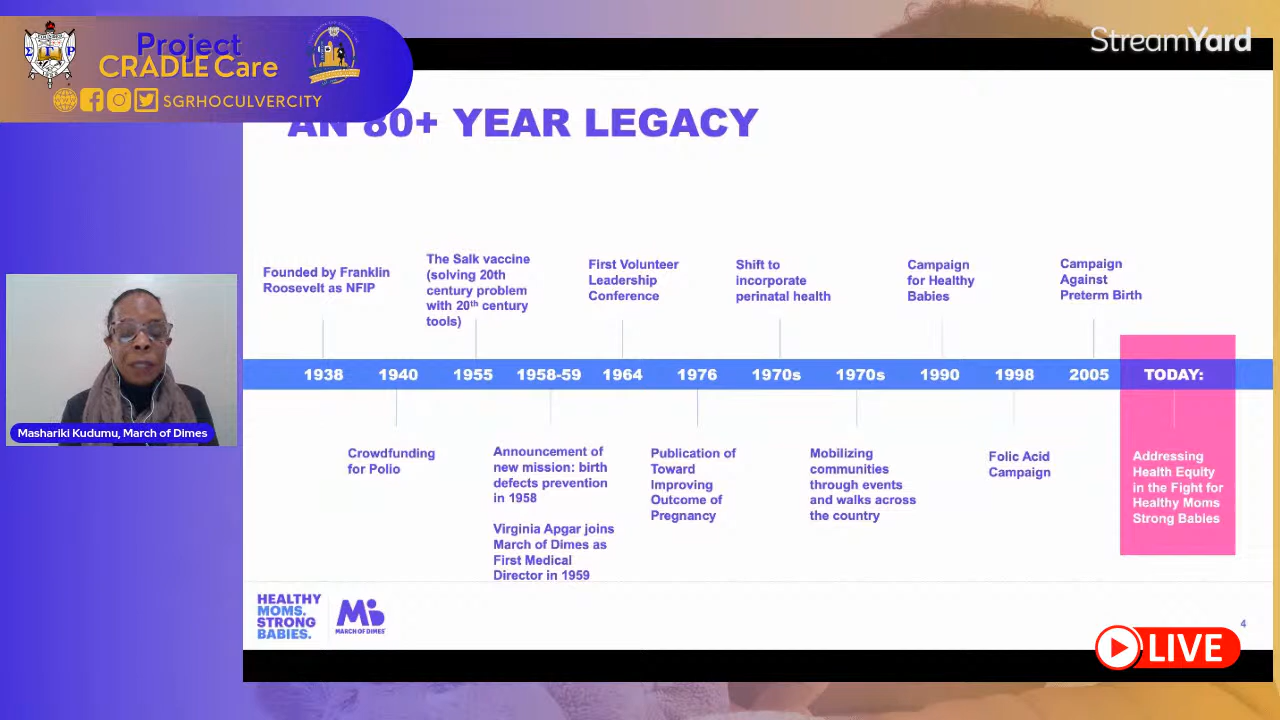 Project
CRADLE Care
SGRHOCULVERCITY
StreamYard
AN 80+ YEAR LEGACY
Founded by Franklin
Roosevelt as NFIP
The Salk vaccine
(solving 20th
century problem
with 20th century
tools)
First Volunteer
Leadership
Conference
Shift to
incorporate
perinatal health
Campaign
for Healthy
Babies
Campaign
Against
Preterm Birth
1938 1940 1955 1958-59 1964 1976 1970s 1970s 1990 1998 2005 TODAY:
Crowdfunding
for Polio
Announcement of
new mission: birth
defects prevention
in 1958
Virginia Apgar joins
March of Dimes as
First Medical
Director in 1959
Publication of
Toward
Improving
Outcome of
Pregnancy
Mobilizing
communities
through events
and walks across
the country
Folic Acid
Campaign
Addressing
Health Equity
in the Fight for
Healthy Moms
Strong Babies
Mashariki Kudumu, March of Dimes
HEALTHY
MOMS.
STRONG
BABIES.
MARCH OF DIMES
4
LIVE